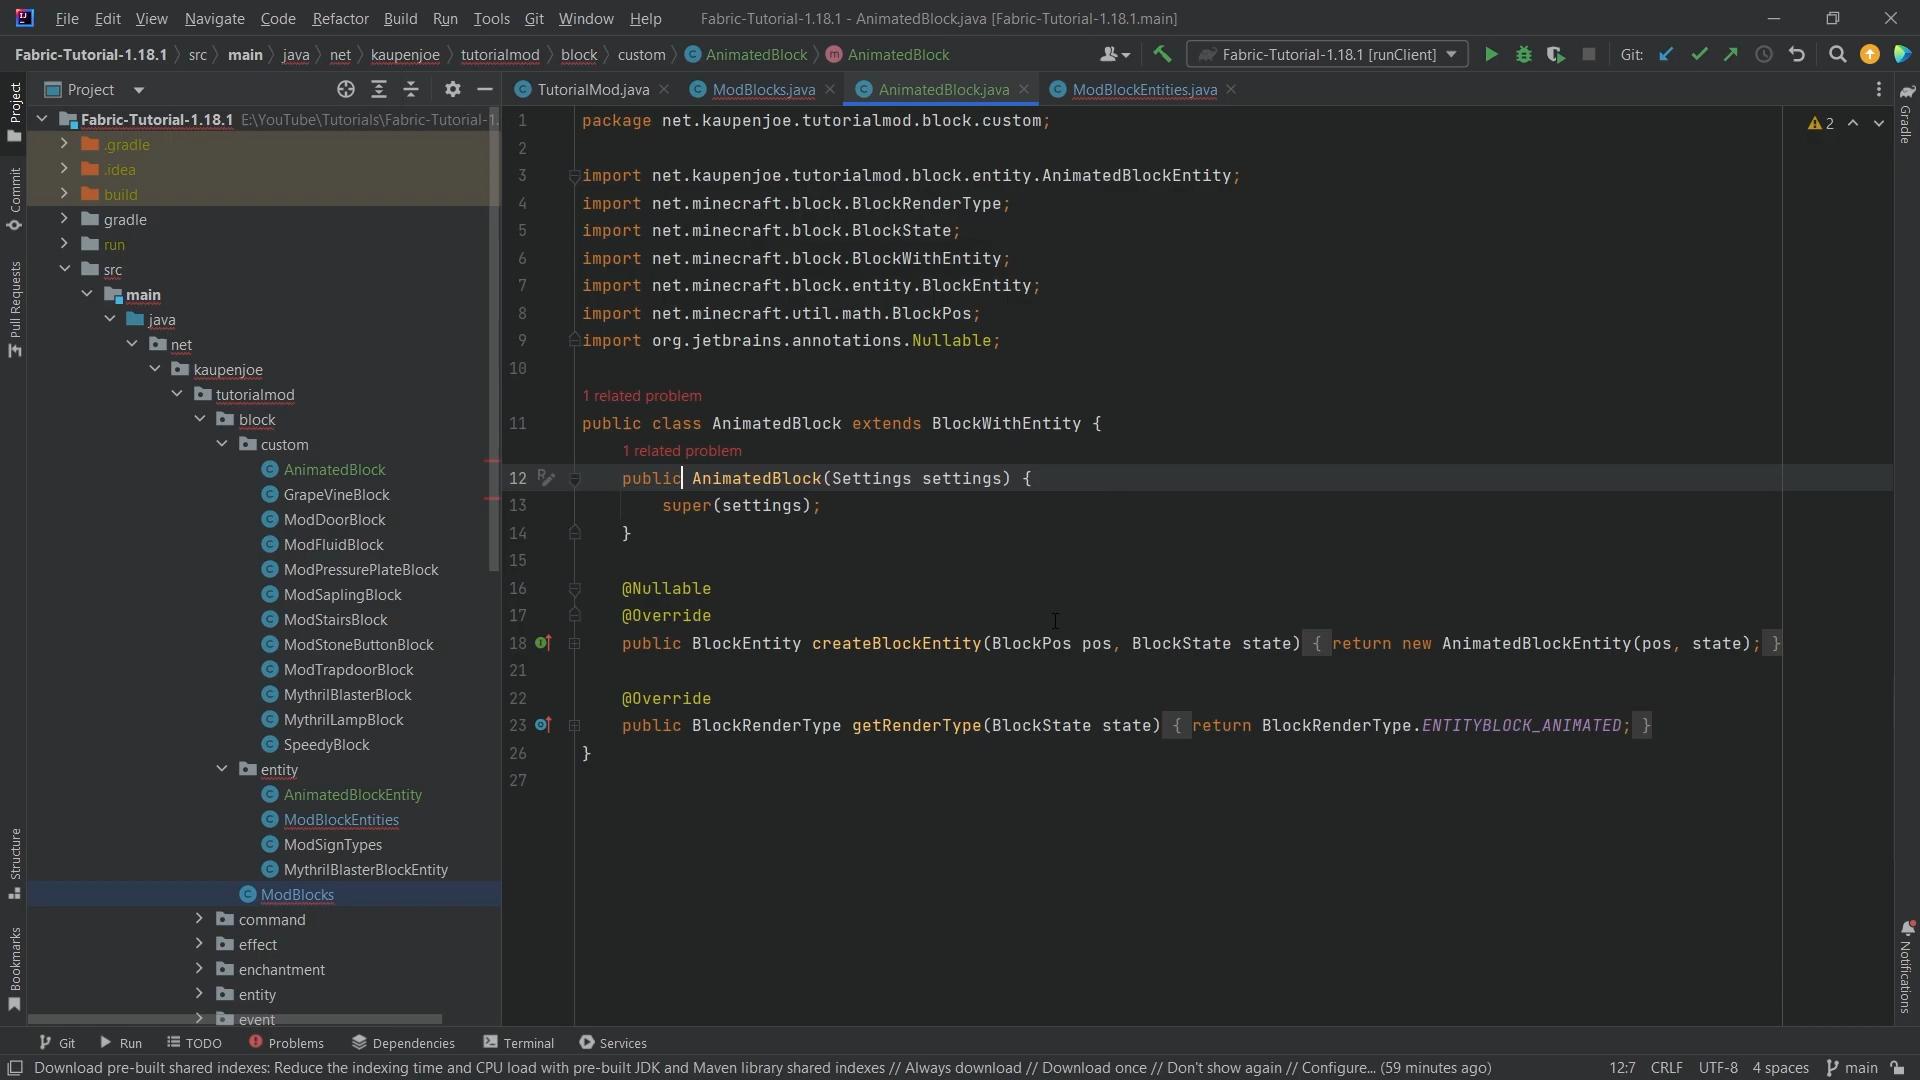 File Edit View Navigate Code Refactor Build Run Tools Git Window Help Fabric-Tutorial-1.18.1 - AnimatedBlock.java [Fabric-Tutorial-1.18.1.main]
Fabric-Tutorial-1.18.1 src main java net kaupenjoe tutorialmod block custom AnimatedBlock AnimatedBlock Fabric-Tutorial-1.18.1 [runClient] Git:
Project TutorialMod.java ModBlocks.java AnimatedBlock.java ModBlockEntities.java
Project
Commit
Pull Requests
Structure
Bookmarks
Fabric-Tutorial-1.18.1 E:\YouTube\Tutorials\Fabric-Tutorial-1.
.gradle
.idea
build
gradle
run
src
main
java
net
kaupenjoe
tutorialmod
block
custom
AnimatedBlock
GrapeVineBlock
ModDoorBlock
ModFluidBlock
ModPressurePlateBlock
ModSaplingBlock
ModStairsBlock
ModStoneButtonBlock
ModTrapdoorBlock
MythrilBlasterBlock
MythrilLampBlock
SpeedyBlock
entity
AnimatedBlockEntity
ModBlockEntities
ModSignTypes
MythrilBlasterBlockEntity
ModBlocks
command
effect
enchantment
entity
event
1 package net.kaupenjoe.tutorialmod.block.custom;
2
3 import net.kaupenjoe.tutorialmod.block.entity.AnimatedBlockEntity;
4 import net.minecraft.block.BlockRenderType;
5 import net.minecraft.block.BlockState;
6 import net.minecraft.block.BlockWithEntity;
7 import net.minecraft.block.entity.BlockEntity;
8 import net.minecraft.util.math.BlockPos;
9 import org.jetbrains.annotations.Nullable;
10
1 related problem
11 public class AnimatedBlock extends BlockWithEntity {
1 related problem
12 public AnimatedBlock(Settings settings) {
13 super(settings);
14 }
15
16 @Nullable
17 @Override
18 public BlockEntity createBlockEntity(BlockPos pos, BlockState state) { return new AnimatedBlockEntity(pos, state); }
21
22 @Override
23 public BlockRenderType getRenderType(BlockState state) { return BlockRenderType.ENTITYBLOCK_ANIMATED; }
26 }
27
2
Gradle
Notifications
Git Run TODO Problems Dependencies Terminal Services
Download pre-built shared indexes: Reduce the indexing time and CPU load with pre-built JDK and Maven library shared indexes // Always download // Download once // Don't show again // Configure... (59 minutes ago) 12:7 CRLF UTF-8 4 spaces main